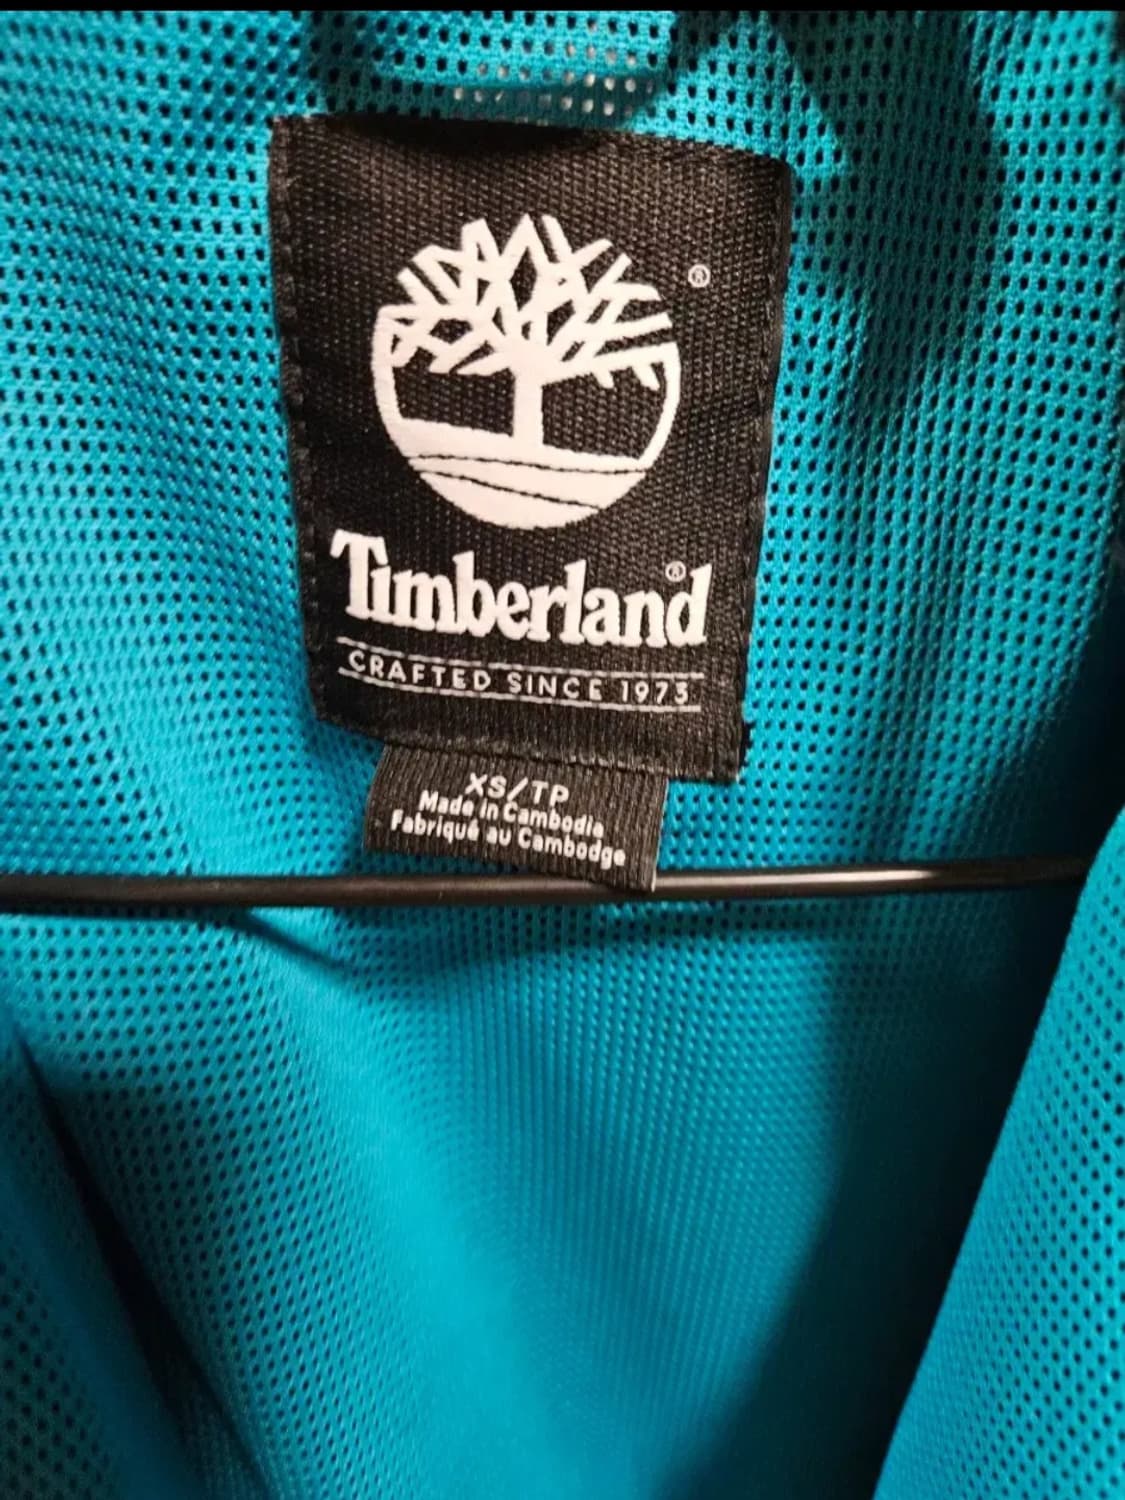 ®
Timberland®
CRAFTED SINCE 1973
XS/TP
Made in Cambodia
Fabriqué au Cambodge